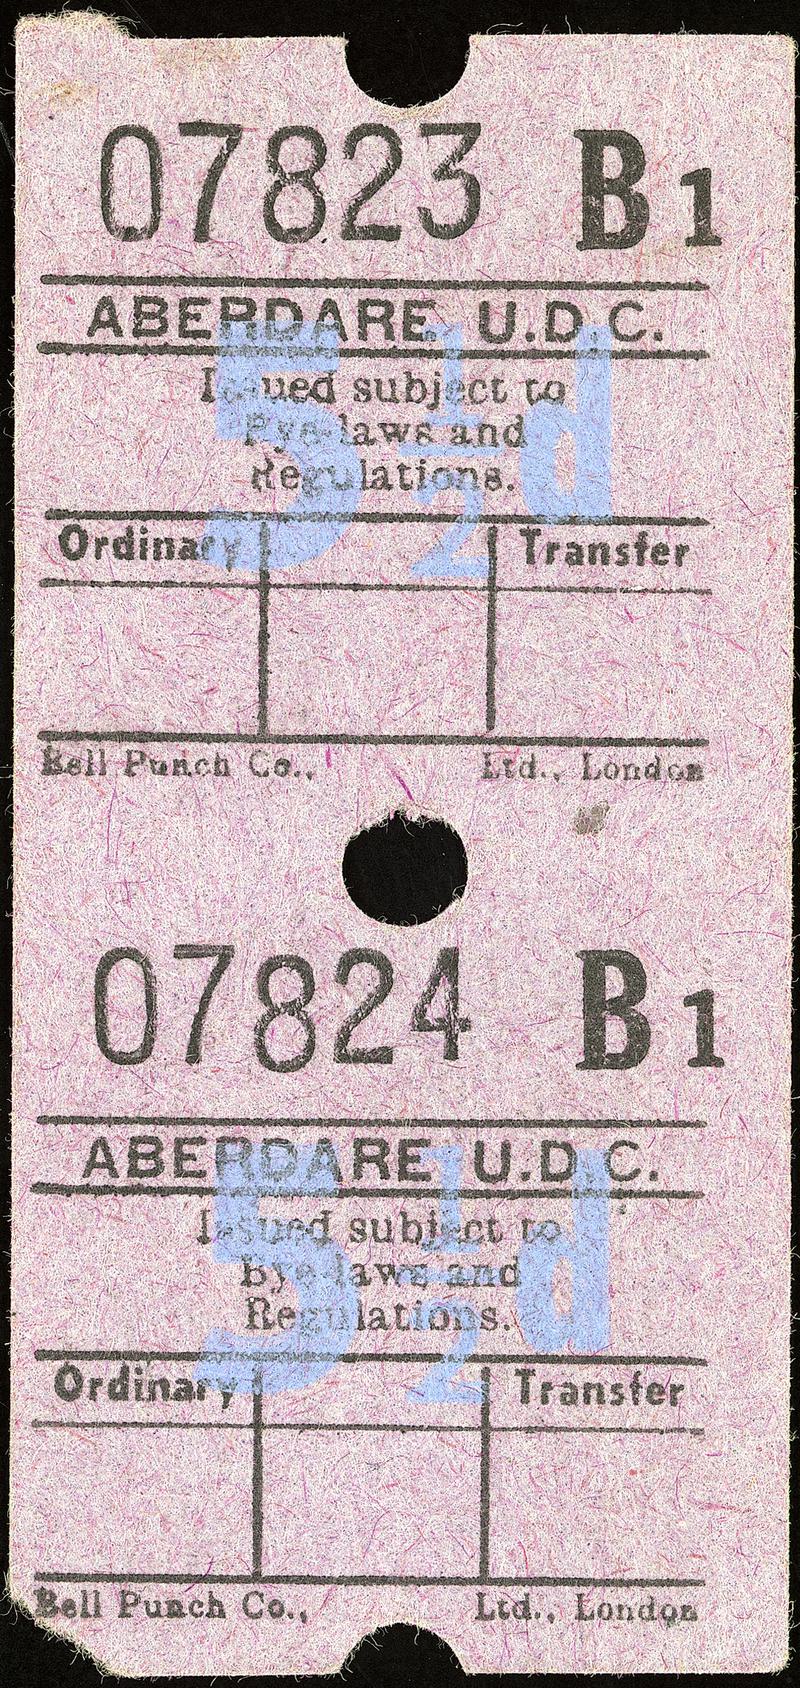 07823 B1
ABERDARE U.D.C.
Issued subject to
Bye-laws and
Regulations.
5½d
Ordinary Transfer
Bell Punch Co., Ltd., London
07824 B1
ABERDARE U.D.C.
Issued subject to
Bye-laws and
Regulations.
5½d
Ordinary Transfer
Bell Punch Co., Ltd., London